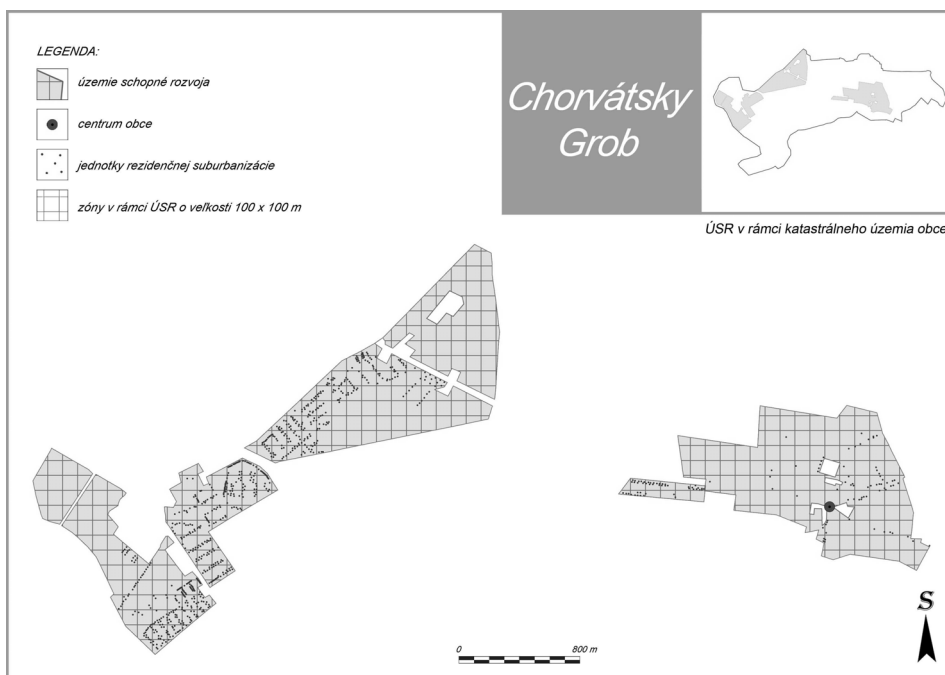 LEGENDA:
územie schopné rozvoja
centrum obce
jednotky rezidenčnej suburbanizácie
zóny v rámci ÚSR o veľkosti 100 x 100 m
Chorvátsky
Grob
ÚSR v rámci katastrálneho územia obce
0 800 m
S